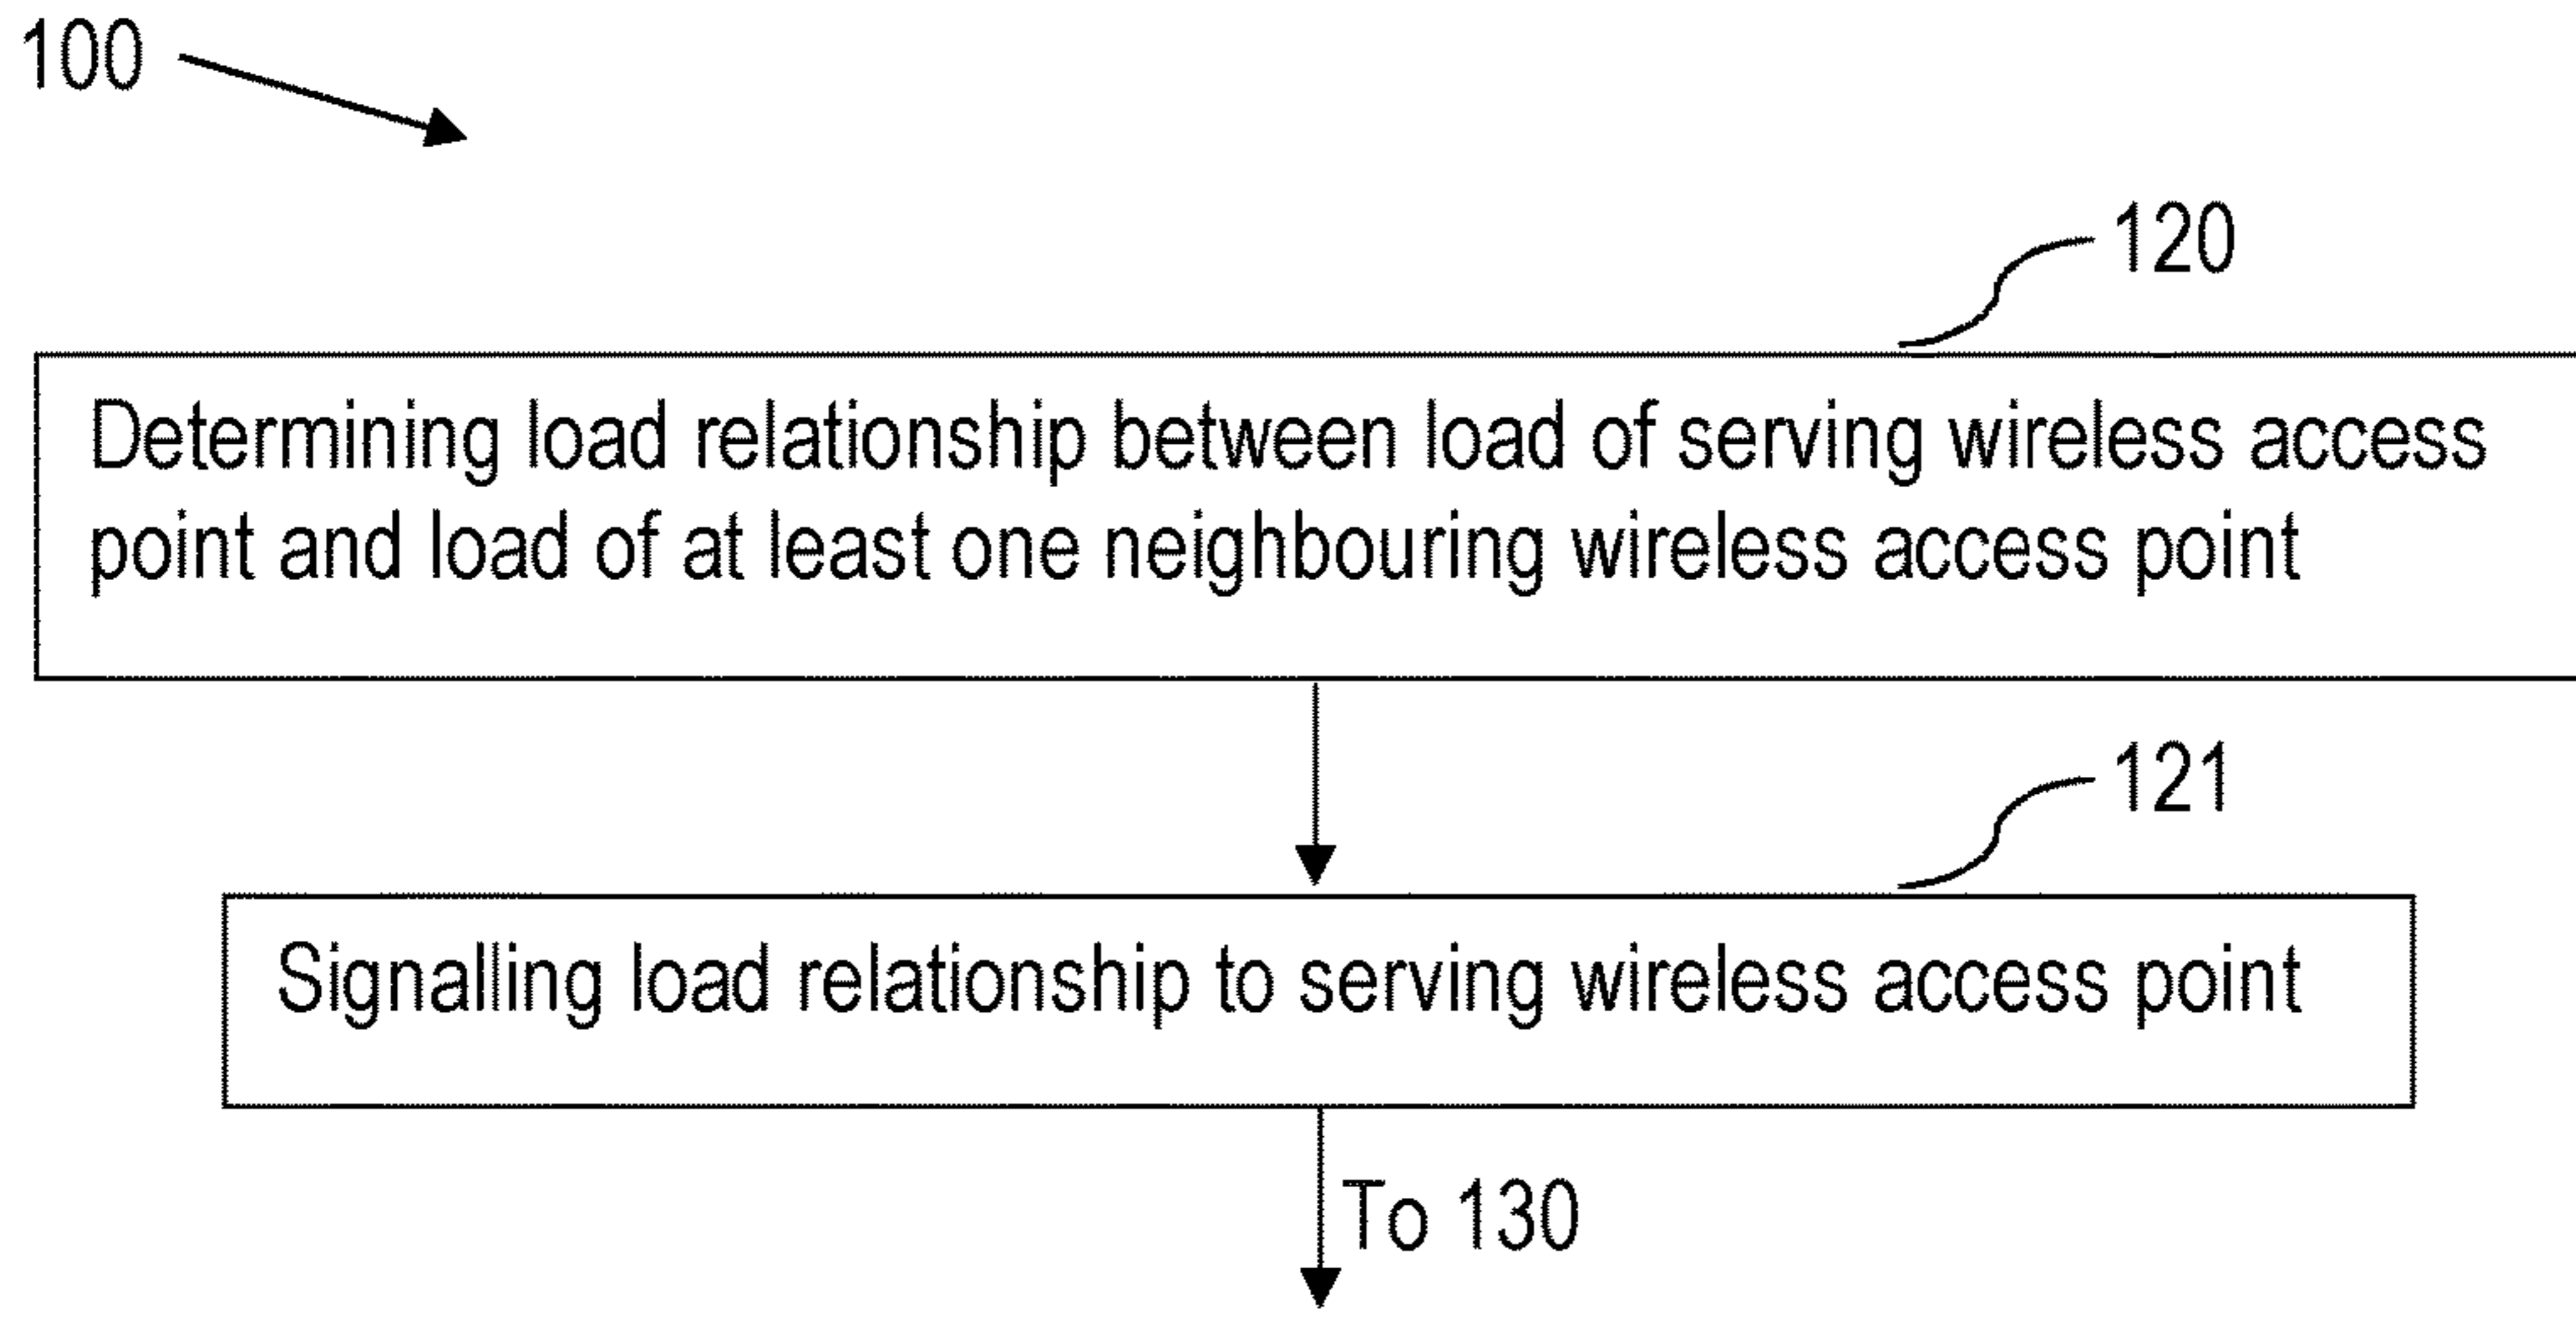 100
120
Determining load relationship between load of serving wireless access
point and load of at least one neighbouring wireless access point
121
Signalling load relationship to serving wireless access point
To 130